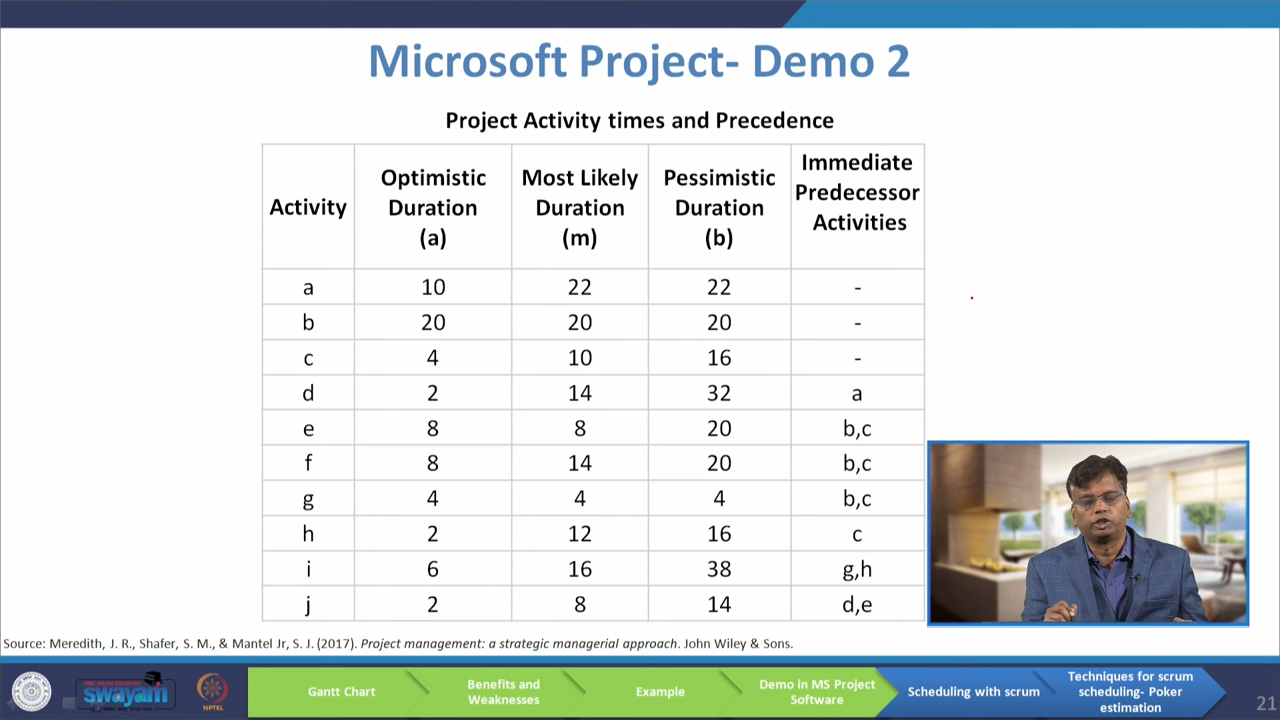 Microsoft Project- Demo 2
Project Activity times and Precedence
Activity
Optimistic
Duration
(a)
Most Likely
Duration
(m)
Pessimistic
Duration
(b)
Immediate
Predecessor
Activities
a 10 22 22 -
b 20 20 20 -
c 4 10 16 -
d 2 14 32 a
e 8 8 20 b,c
f 8 14 20 b,c
g 4 4 4 b,c
h 2 12 16 c
i 6 16 38 g,h
j 2 8 14 d,e
Source: Meredith, J. R., Shafer, S. M., & Mantel Jr, S. J. (2017). Project management: a strategic managerial approach. John Wiley & Sons.
swayam
NPTEL
Gantt Chart
Benefits and
Weaknesses
Example
Demo in MS Project
Software
Scheduling with scrum
Techniques for scrum
scheduling- Poker
estimation
21